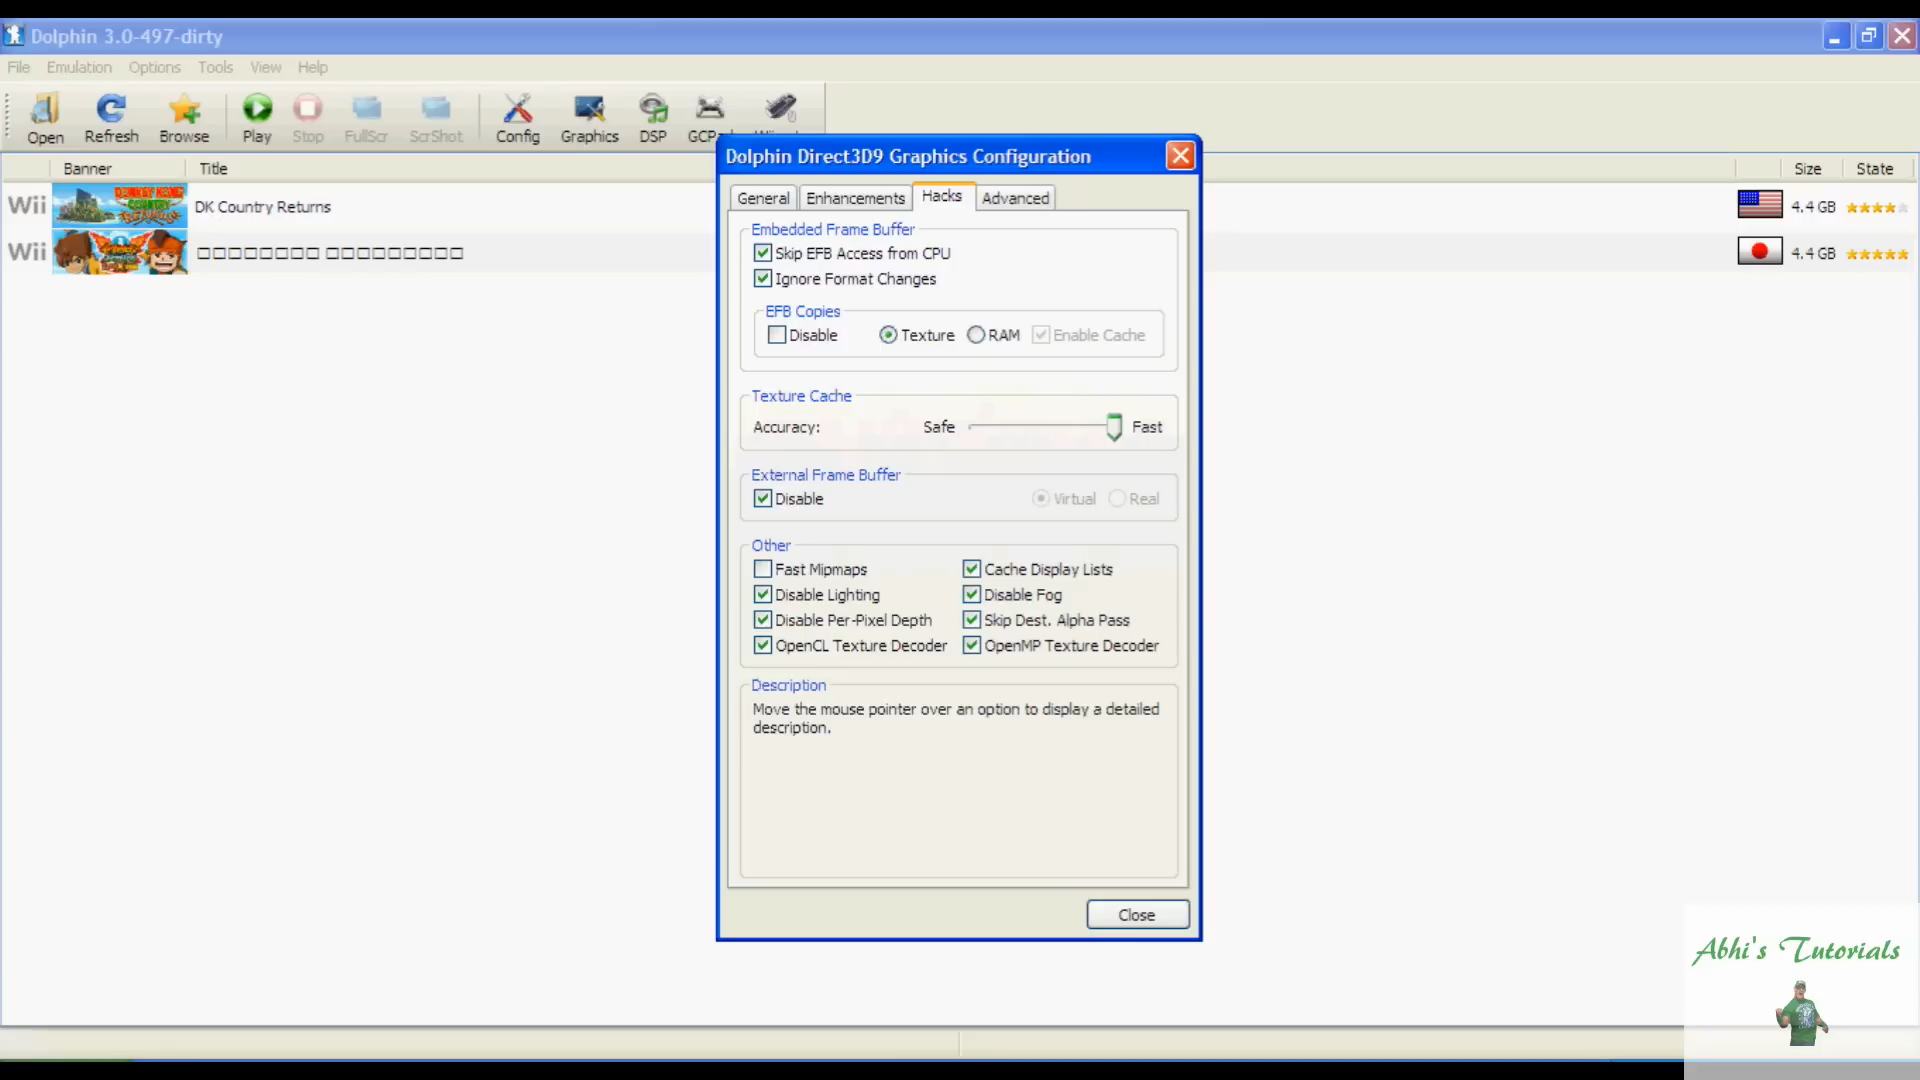 Dolphin 3.0-497-dirty
File Emulation Options Tools View Help
Open Refresh Browse Play Stop FullScr ScrShot Config Graphics DSP
Banner Title Size State
Wii DONKEY KONG COUNTRY RETURNS DK Country Returns 4.4 GB
Wii □□□□□□□□ □□□□□□□□□ 4.4 GB
Dolphin Direct3D9 Graphics Configuration
General Enhancements Hacks Advanced
Embedded Frame Buffer
Skip EFB Access from CPU
Ignore Format Changes
EFB Copies
Disable Texture RAM Enable Cache
Texture Cache
Accuracy: Safe Fast
External Frame Buffer
Disable Virtual Real
Other
Fast Mipmaps Cache Display Lists
Disable Lighting Disable Fog
Disable Per-Pixel Depth Skip Dest. Alpha Pass
OpenCL Texture Decoder OpenMP Texture Decoder
Description
Move the mouse pointer over an option to display a detailed
description.
Close
Abhi's Tutorials